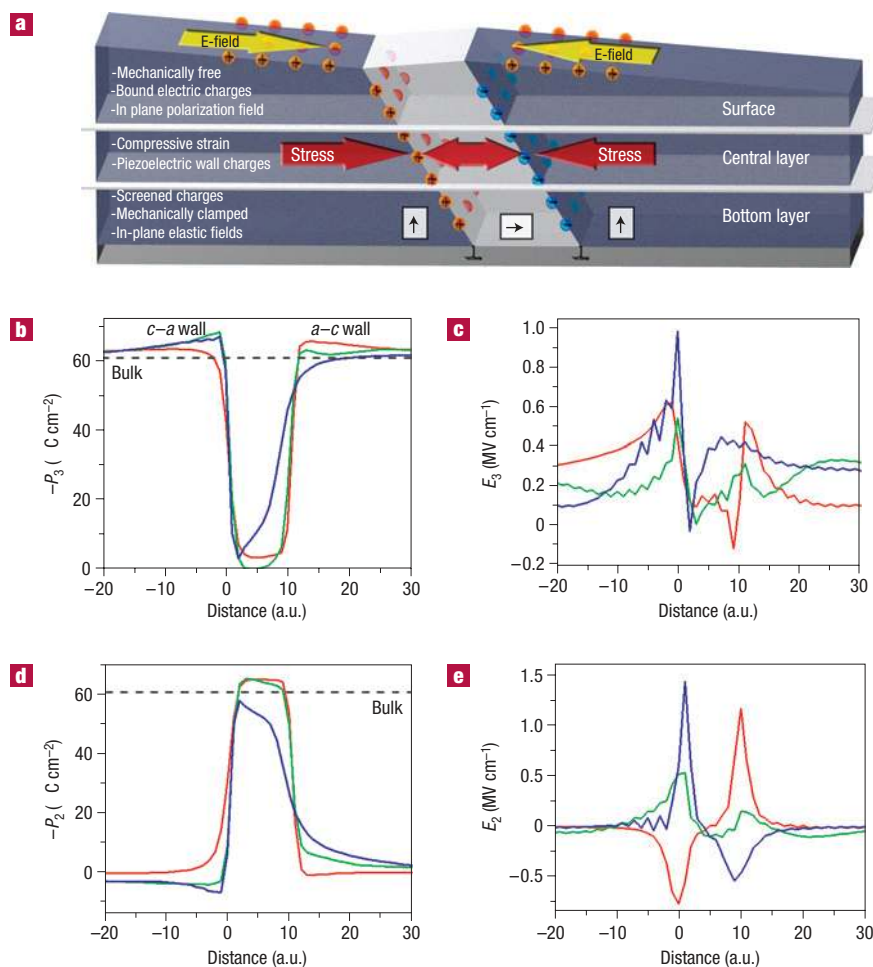 a
E-field
E-field
-Mechanically free
-Bound electric charges
-In plane polarization field
Surface
-Compressive strain
-Piezoelectric wall charges
Stress
Stress
Central layer
-Screened charges
-Mechanically clamped
-In-plane elastic fields
Bottom layer
b
c–a wall
a–c wall
Bulk
60
40
20
0
–P3 ( C cm–2)
–20
–10
0
10
20
30
Distance (a.u.)
c
1.0
0.8
0.6
0.4
0.2
0
–0.2
E3 (MV cm–1)
–20
–10
0
10
20
30
Distance (a.u.)
d
Bulk
60
40
20
0
–P2 ( C cm–2)
–20
–10
0
10
20
30
Distance (a.u.)
e
1.5
1.0
0.5
0
–0.5
E2 (MV cm–1)
–20
–10
0
10
20
30
Distance (a.u.)